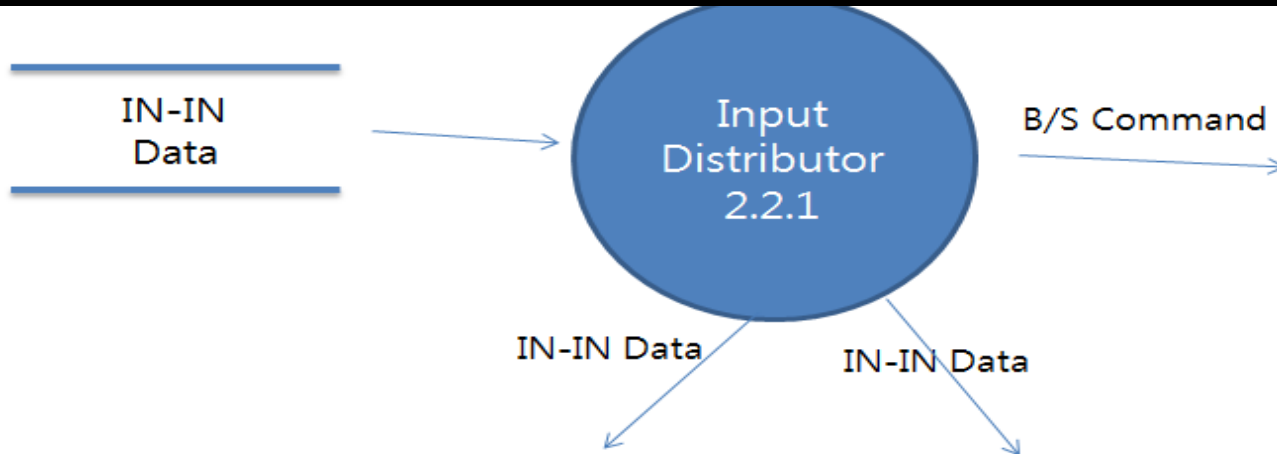 IN-IN
Data
Input
Distributor
2.2.1
B/S Command
IN-IN Data
IN-IN Data